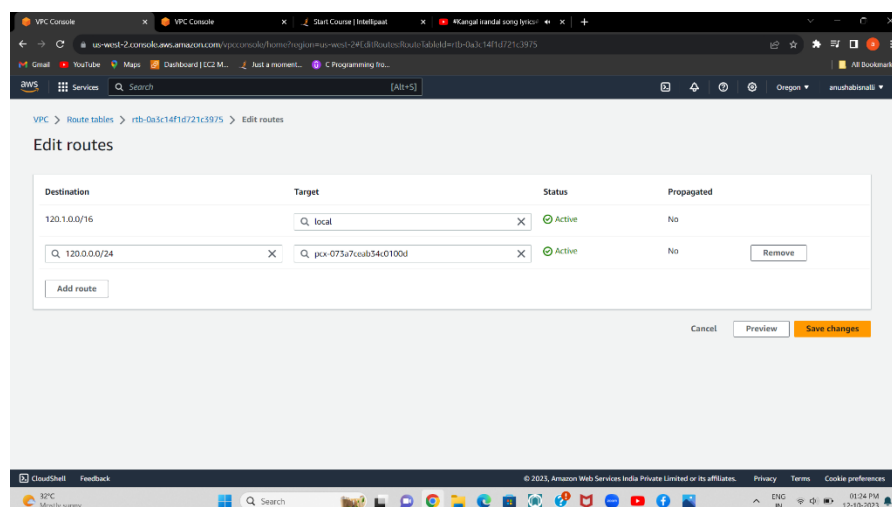 VPC Console
VPC Console
Start Course | Intellipaat
#Kangal irandal song lyrics
us-west-2.console.aws.amazon.com/vpcconsole/home?region=us-west-2#EditRoutes:RouteTableId=rtb-0a3c14f1d721c3975
Gmail YouTube Maps Dashboard | EC2 M... Just a moment... C Programming fro... All Bookmark
aws Services Search [Alt+S] Oregon anushabisnalli
VPC > Route tables > rtb-0a3c14f1d721c3975 > Edit routes
Edit routes
Destination Target Status Propagated
120.1.0.0/16 local Active No
120.0.0.0/24 pcx-073a7ceab34c0100d Active No Remove
Add route
Cancel Preview Save changes
CloudShell Feedback © 2023, Amazon Web Services India Private Limited or its affiliates. Privacy Terms Cookie preferences
32°C Search ENG 01:24 PM
Mostly sunny IN 12-10-2023